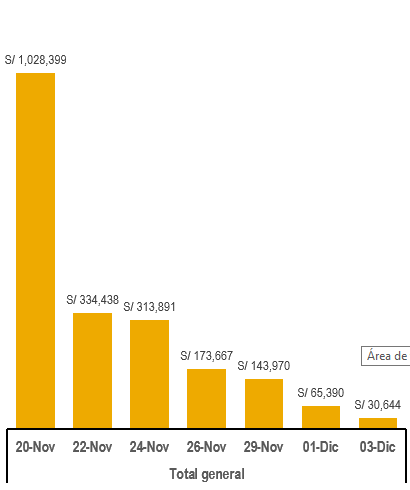 S/ 1,028,399
S/ 334,438
S/ 313,891
S/ 173,667
S/ 143,970
S/ 65,390
S/ 30,644
Área de
20-Nov 22-Nov 24-Nov 26-Nov 29-Nov 01-Dic 03-Dic
Total general